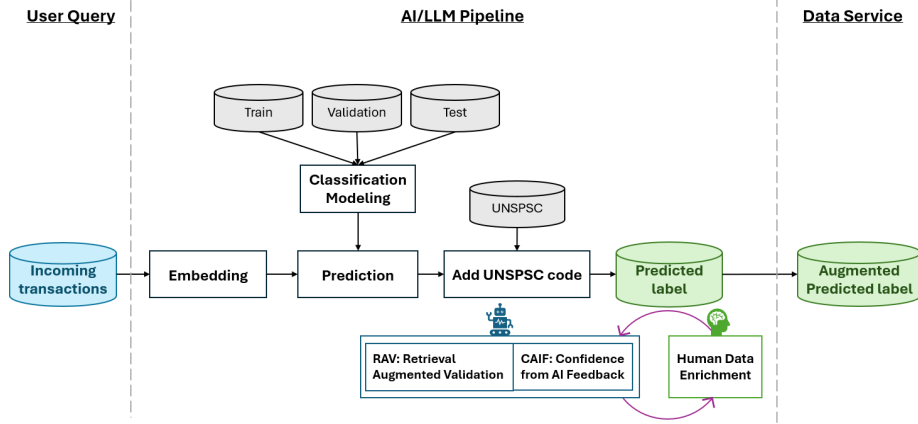 User Query
AI/LLM Pipeline
Data Service
Train
Validation
Test
Classification
Modeling
UNSPSC
Incoming
transactions
Embedding
Prediction
Add UNSPSC code
Predicted
label
Augmented
Predicted label
RAV: Retrieval
Augmented Validation
CAIF: Confidence
from AI Feedback
Human Data
Enrichment